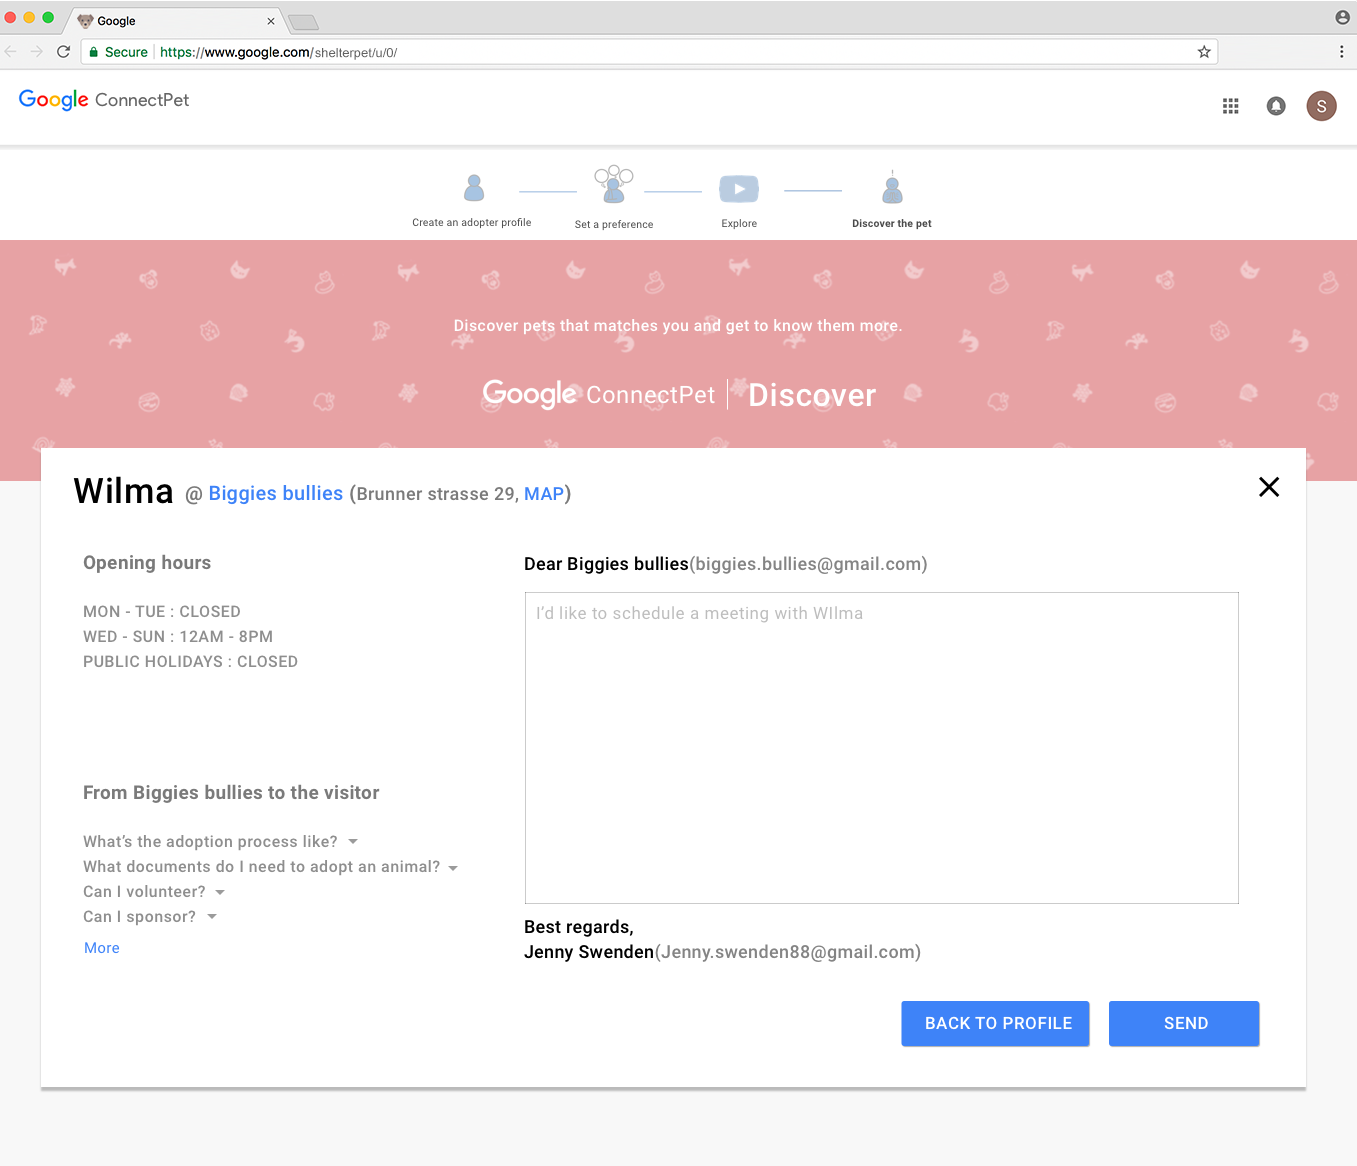 Google
Secure https://www.google.com/shelterpet/u/0/
Google ConnectPet
S
Create an adopter profile
Set a preference
Explore
Discover the pet
Discover pets that matches you and get to know them more.
Google ConnectPet | Discover
Wilma @ Biggies bullies (Brunner strasse 29, MAP)
Opening hours
MON - TUE : CLOSED
WED - SUN : 12AM - 8PM
PUBLIC HOLIDAYS : CLOSED
From Biggies bullies to the visitor
What's the adoption process like?
What documents do I need to adopt an animal?
Can I volunteer?
Can I sponsor?
More
Dear Biggies bullies(biggies.bullies@gmail.com)
I'd like to schedule a meeting with WIlma
Best regards,
Jenny Swenden(Jenny.swenden88@gmail.com)
BACK TO PROFILE
SEND